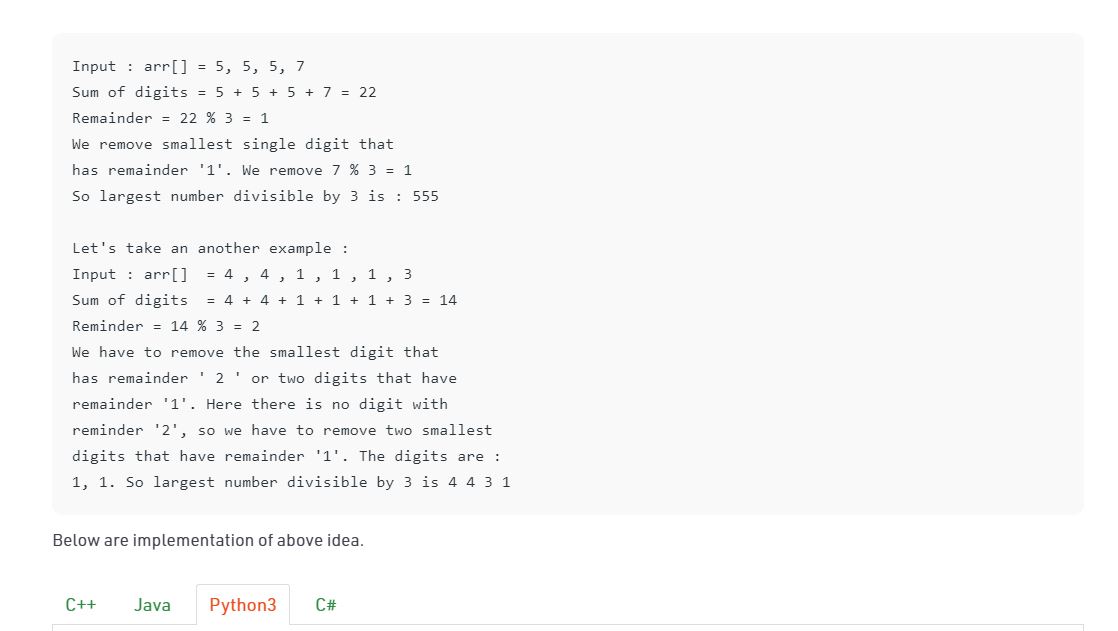 Input : arr[] = 5, 5, 5, 7
Sum of digits = 5 + 5 + 5 + 7 = 22
Remainder = 22 % 3 = 1
We remove smallest single digit that
has remainder '1'. We remove 7 % 3 = 1
So largest number divisible by 3 is : 555
Let's take an another example :
Input : arr[]  = 4 , 4 , 1 , 1 , 1 , 3
Sum of digits  = 4 + 4 + 1 + 1 + 1 + 3 = 14
Reminder = 14 % 3 = 2
We have to remove the smallest digit that
has remainder ' 2 ' or two digits that have
remainder '1'. Here there is no digit with
reminder '2', so we have to remove two smallest
digits that have remainder '1'. The digits are :
1, 1. So largest number divisible by 3 is 4 4 3 1
Below are implementation of above idea.
C++ Java Python3 C#